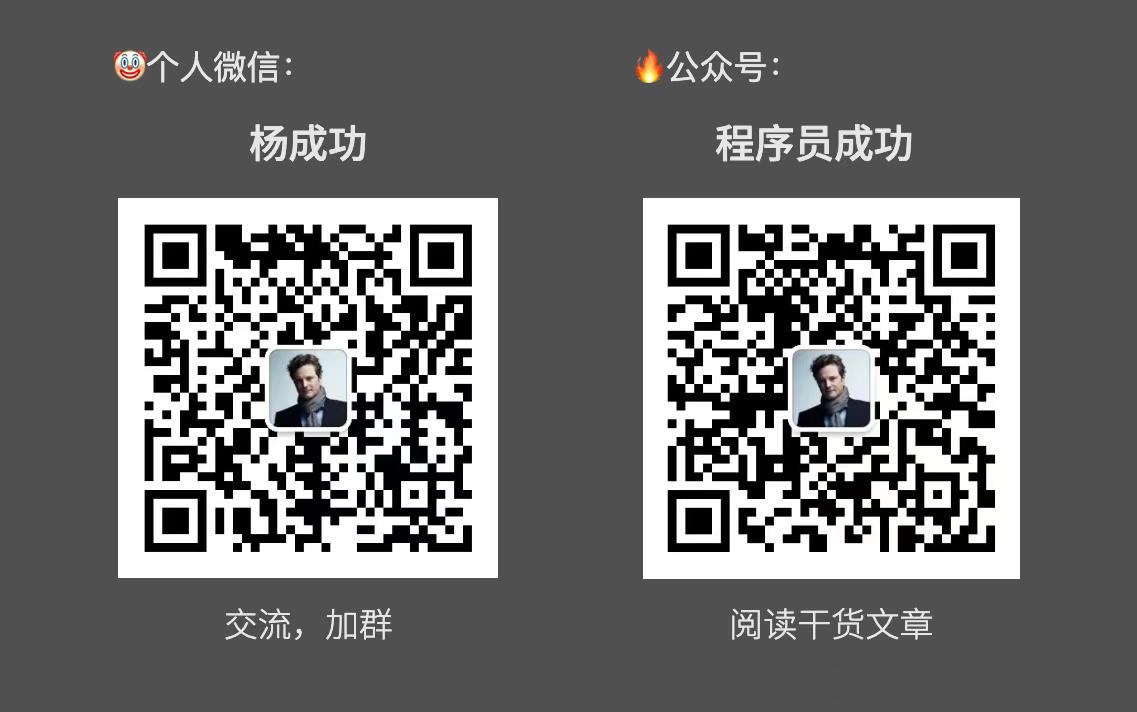 🤡个人微信：
杨成功
交流，加群
🔥公众号：
程序员成功
阅读干货文章